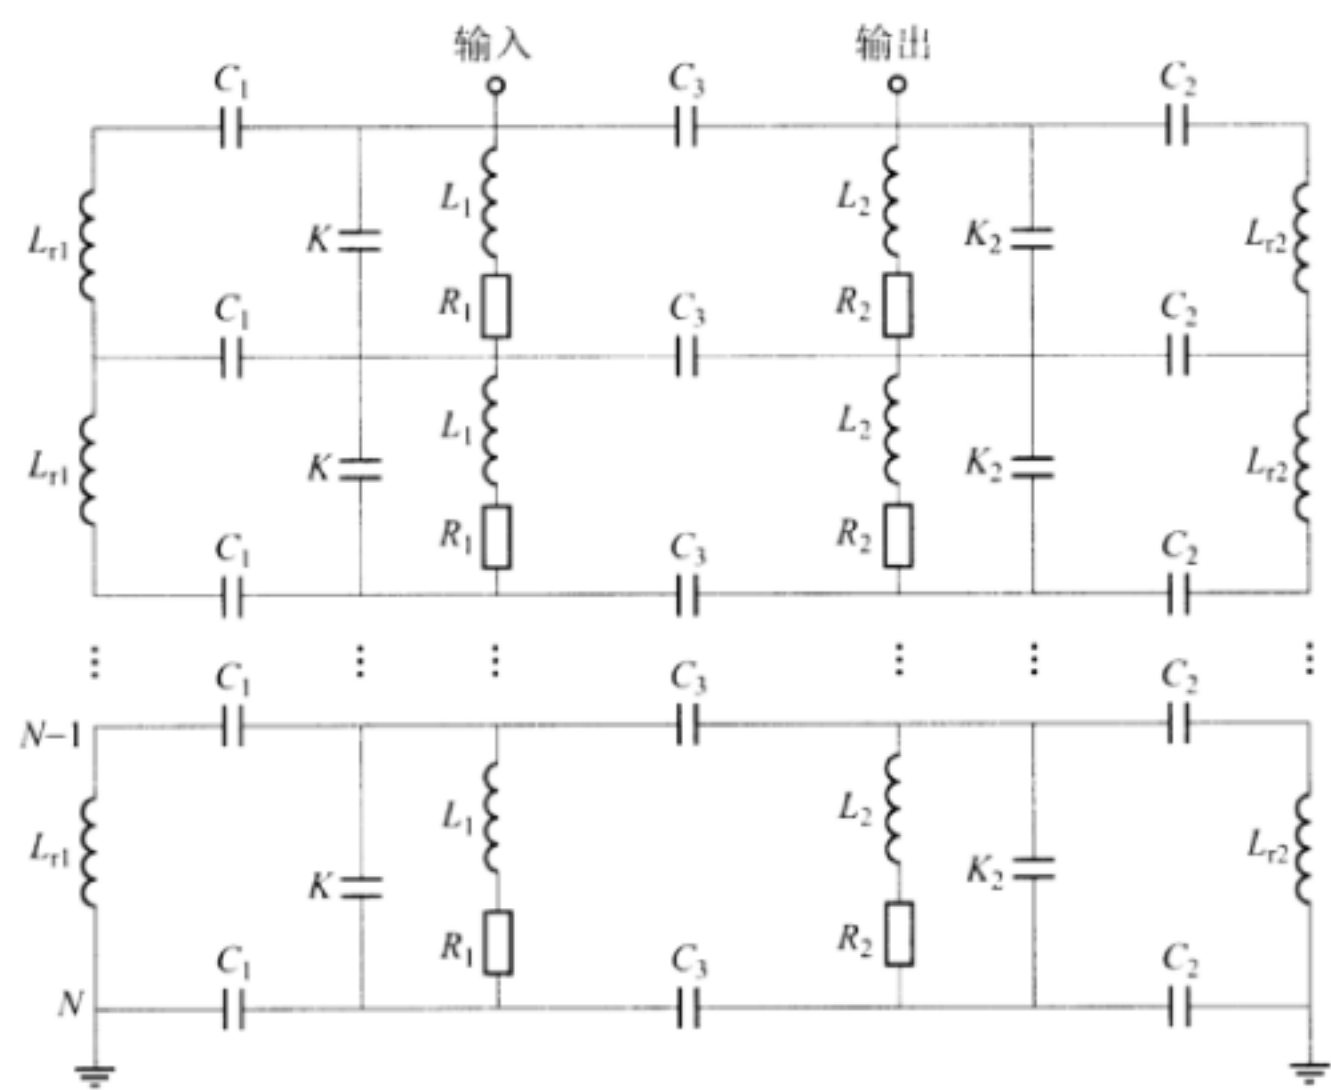 输入 输出
C₁ C₃ C₂
Lr1 K L₁ L₂ K₂ Lr2
R₁ R₂
C₁ C₃ C₂
Lr1 K L₁ L₂ K₂ Lr2
R₁ R₂
C₁ C₃ C₂
⋮ ⋮ ⋮ ⋮ ⋮ ⋮
C₁ C₃ C₂
N−1
Lr1 K L₁ L₂ K₂ Lr2
R₁ R₂
C₁ C₃ C₂
N